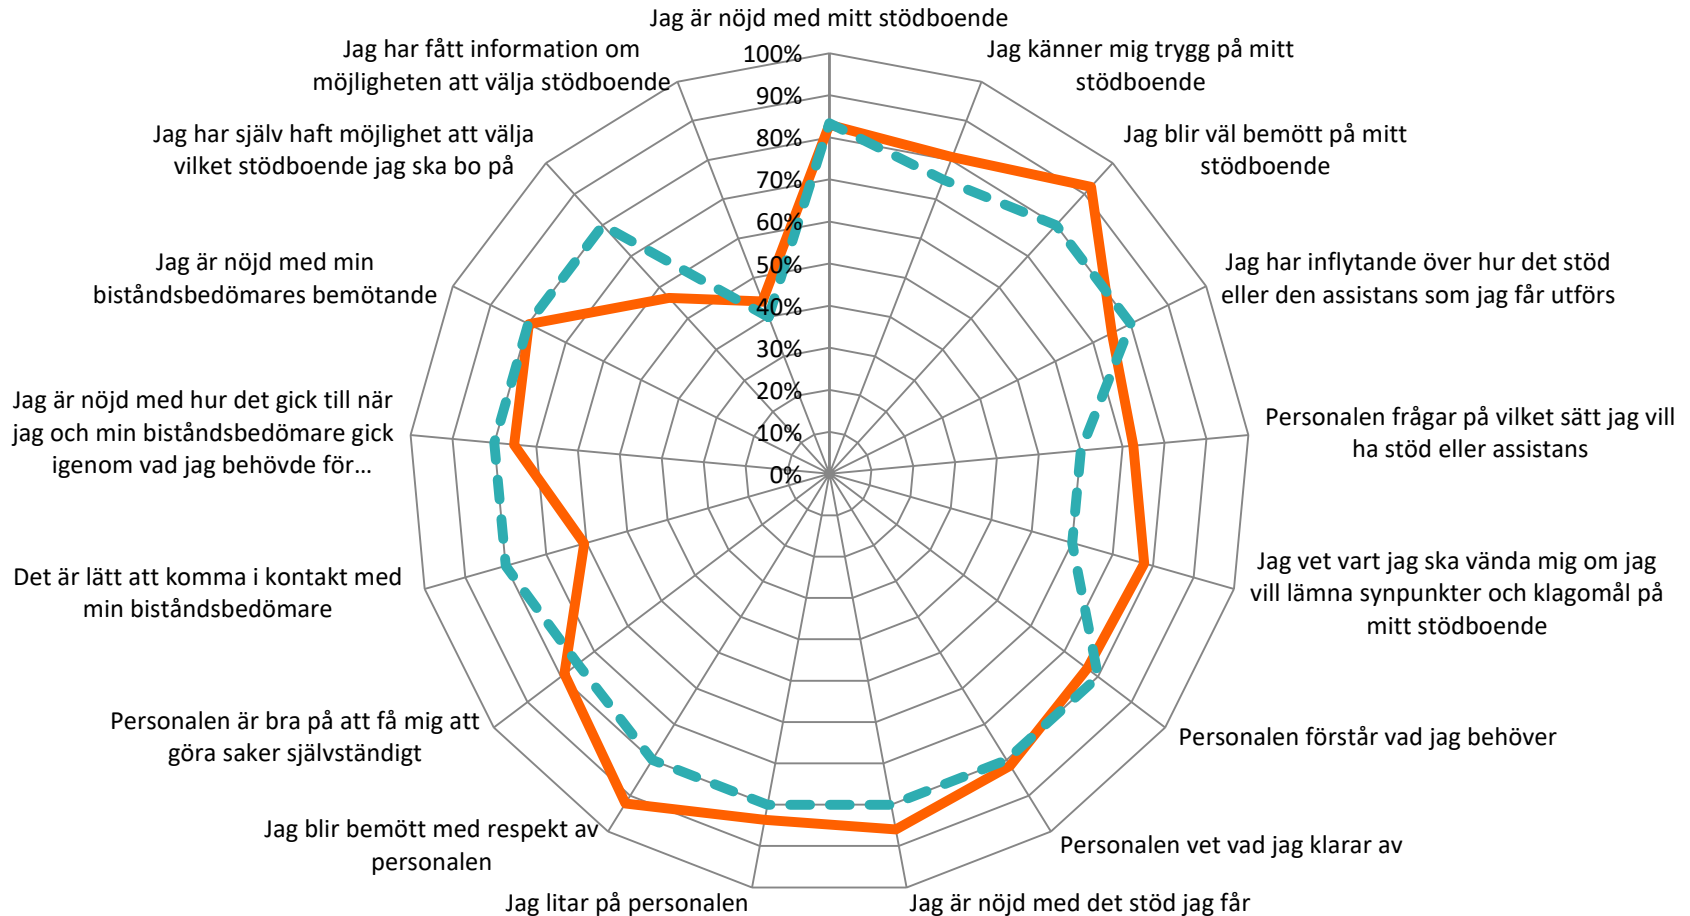 Jag är nöjd med mitt stödboende
Jag känner mig trygg på mitt
stödboende
Jag blir väl bemött på mitt
stödboende
Jag har inflytande över hur det stöd
eller den assistans som jag får utförs
Personalen frågar på vilket sätt jag vill
ha stöd eller assistans
Jag vet vart jag ska vända mig om jag
vill lämna synpunkter och klagomål på
mitt stödboende
Personalen förstår vad jag behöver
Personalen vet vad jag klarar av
Jag är nöjd med det stöd jag får
Jag litar på personalen
Jag blir bemött med respekt av
personalen
Personalen är bra på att få mig att
göra saker självständigt
Det är lätt att komma i kontakt med
min biståndsbedömare
Jag är nöjd med hur det gick till när
jag och min biståndsbedömare gick
igenom vad jag behövde för...
Jag är nöjd med min
biståndsbedömares bemötande
Jag har själv haft möjlighet att välja
vilket stödboende jag ska bo på
Jag har fått information om
möjligheten att välja stödboende
100%
90%
80%
70%
60%
50%
40%
30%
20%
10%
0%